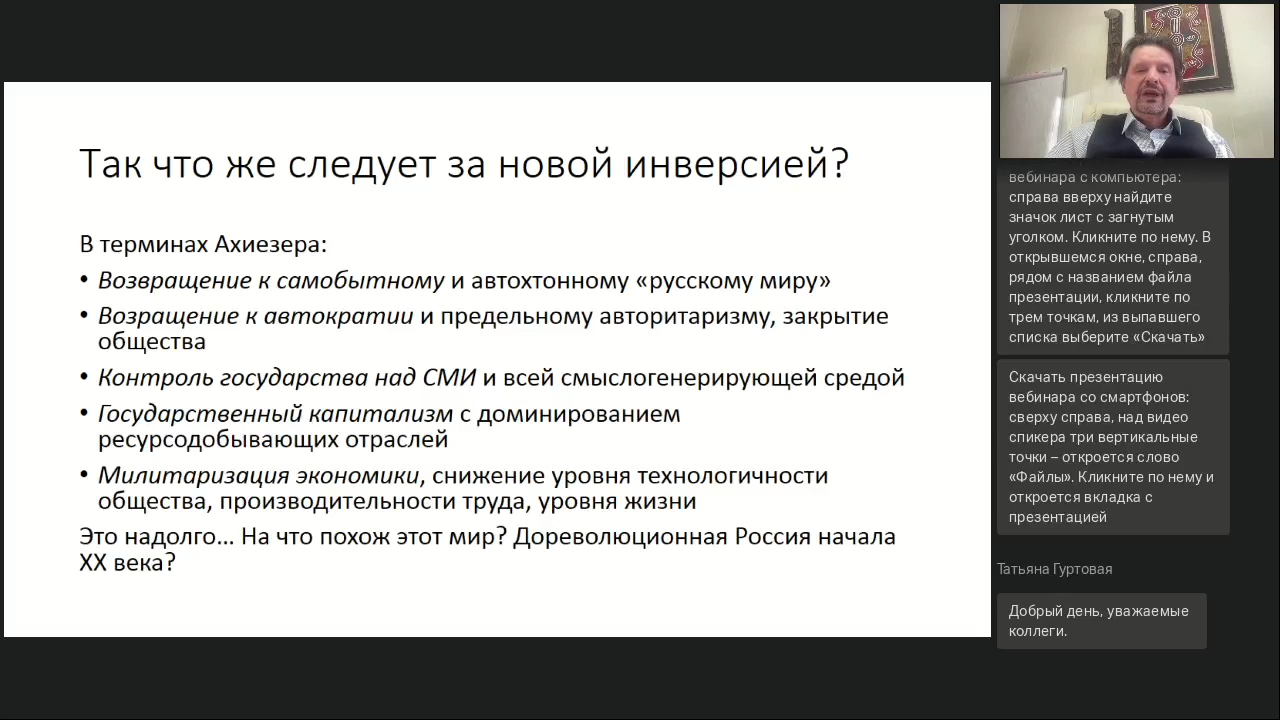 Так что же следует за новой инверсией?
В терминах Ахиезера:
• Возвращение к самобытному и автохтонному «русскому миру»
• Возращение к автократии и предельному авторитаризму, закрытие
общества
• Контроль государства над СМИ и всей смыслогенерирующей средой
• Государственный капитализм с доминированием
ресурсодобывающих отраслей
• Милитаризация экономики, снижение уровня технологичности
общества, производительности труда, уровня жизни
Это надолго... На что похож этот мир? Дореволюционная Россия начала
XX века?
вебинара с компьютера:
справа вверху найдите
значок лист с загнутым
уголком. Кликните по нему. В
открывшемся окне, справа,
рядом с названием файла
презентации, кликните по
трем точкам, из выпавшего
списка выберите «Скачать»
Скачать презентацию
вебинара со смартфонов:
сверху справа, над видео
спикера три вертикальные
точки – откроется слово
«Файлы». Кликните по нему и
откроется вкладка с
презентацией
Татьяна Гуртовая
Добрый день, уважаемые
коллеги.